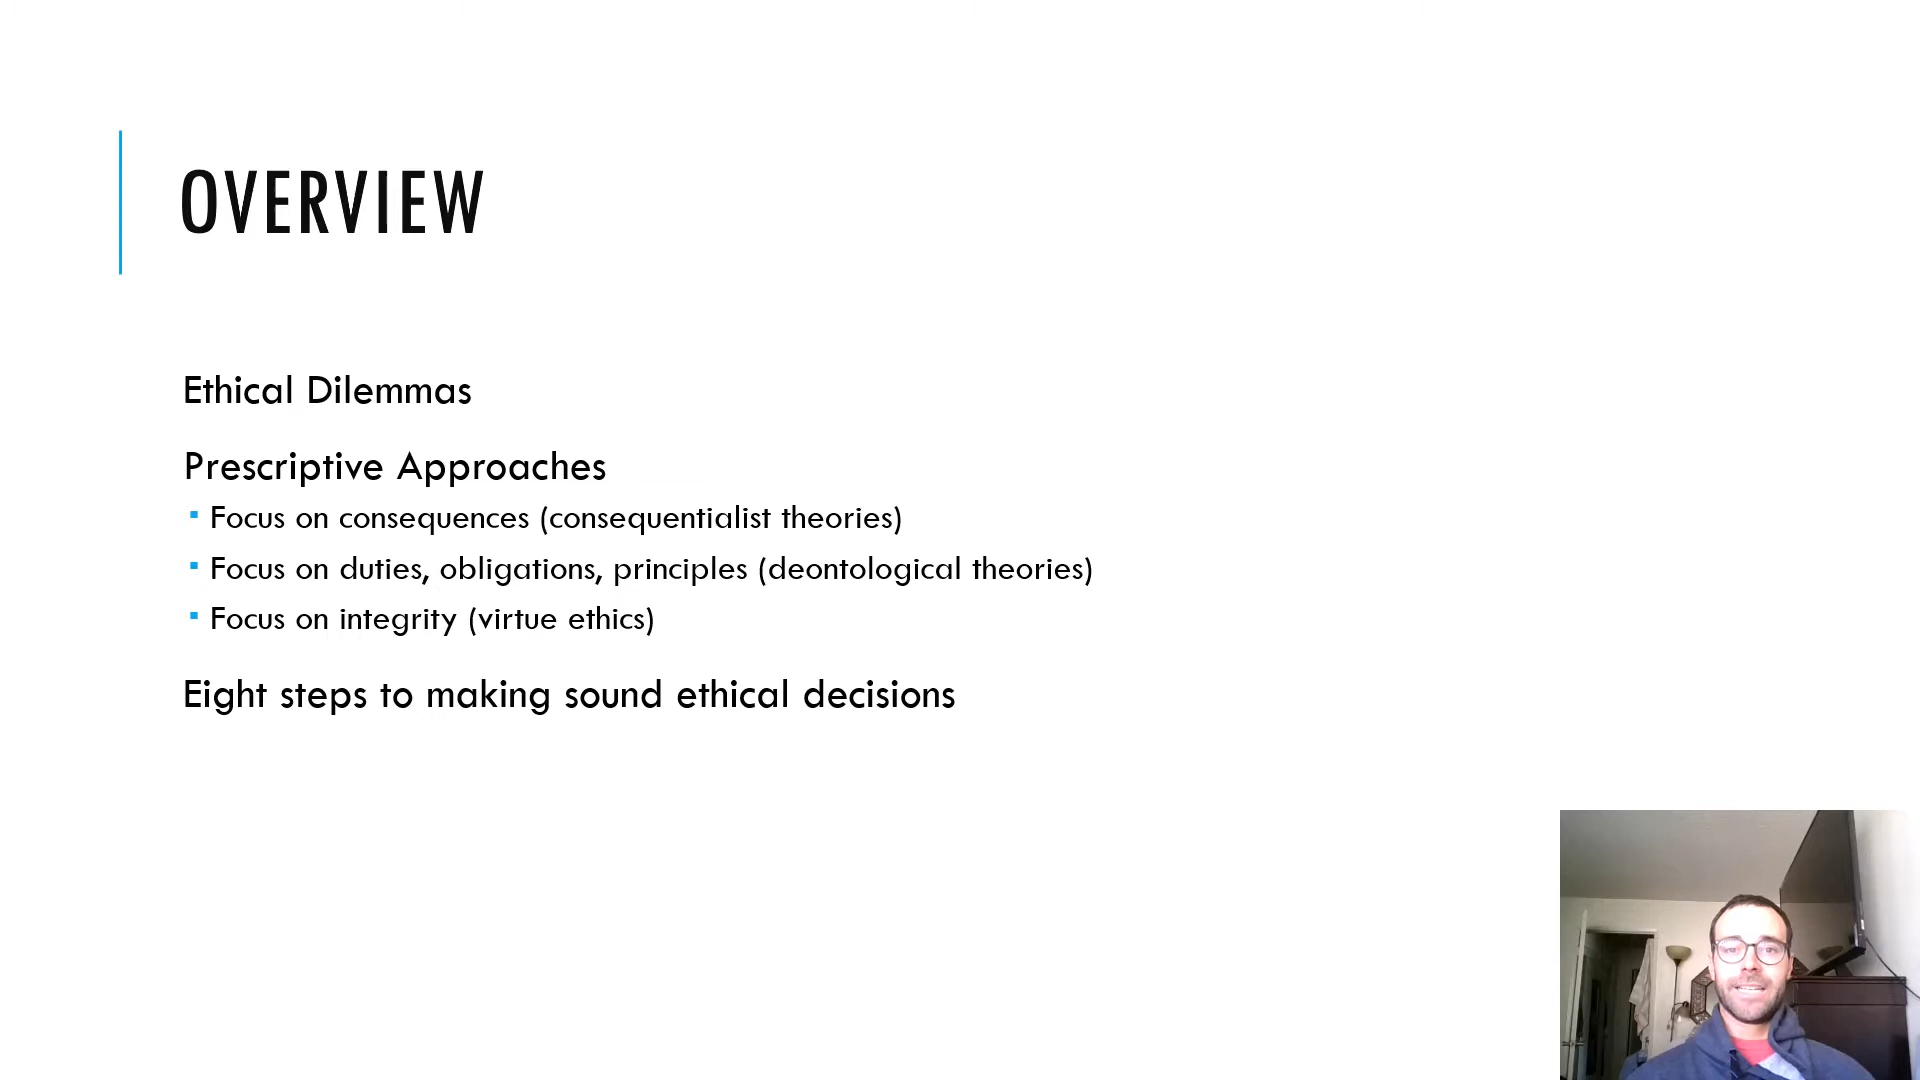 OVERVIEW
Ethical Dilemmas
Prescriptive Approaches
▪ Focus on consequences (consequentialist theories)
▪ Focus on duties, obligations, principles (deontological theories)
▪ Focus on integrity (virtue ethics)
Eight steps to making sound ethical decisions